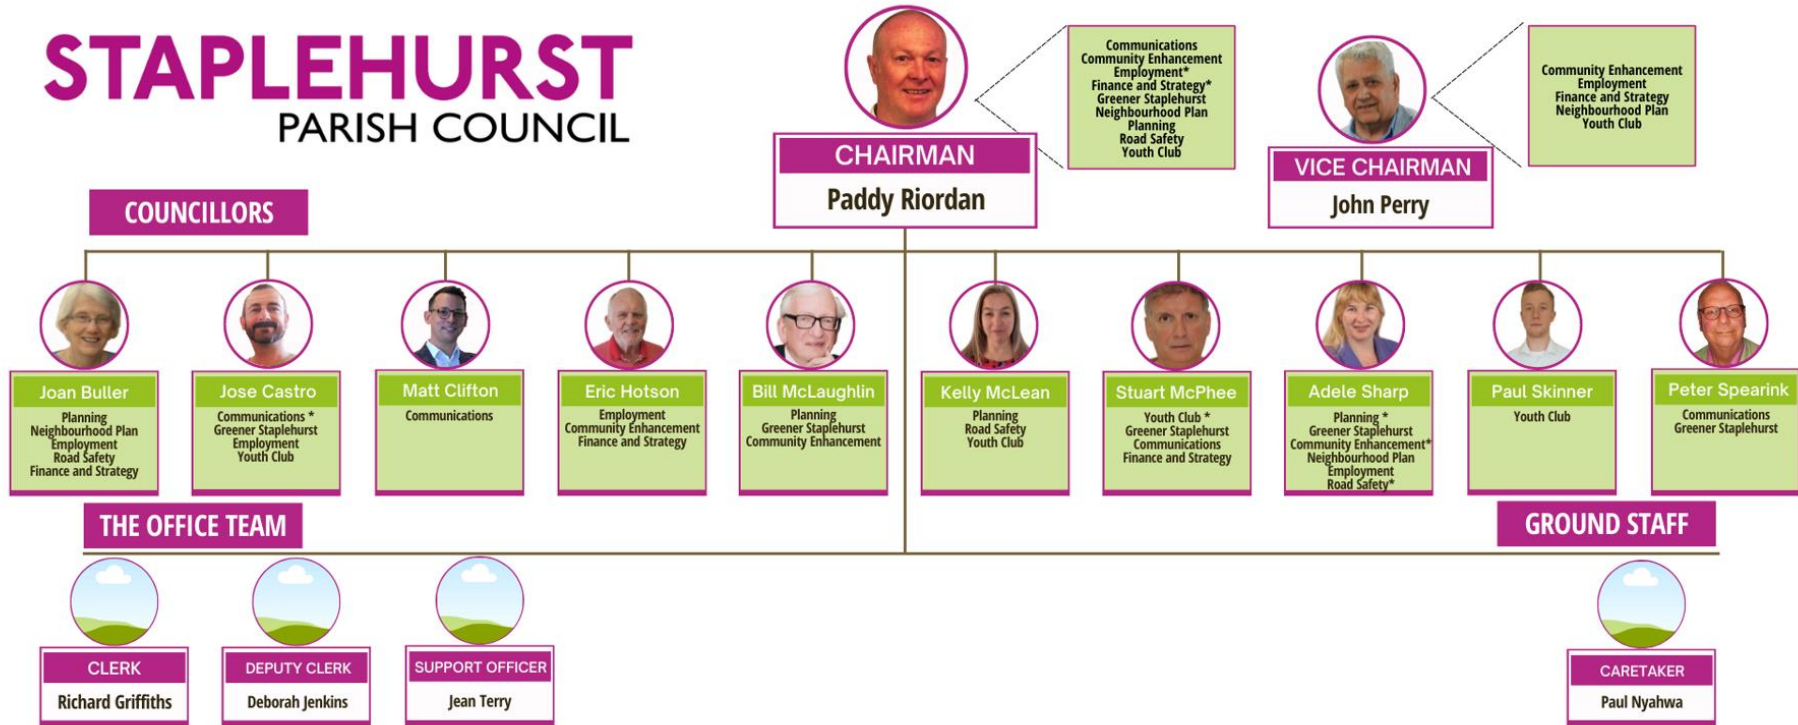 STAPLEHURST
PARISH COUNCIL
CHAIRMAN
Paddy Riordan
Communications
Community Enhancement
Employment*
Finance and Strategy*
Greener Staplehurst
Neighbourhood Plan
Planning
Road Safety
Youth Club
VICE CHAIRMAN
John Perry
Community Enhancement
Employment
Finance and Strategy
Neighbourhood Plan
Youth Club
COUNCILLORS
Joan Buller
Planning
Neighbourhood Plan
Employment
Road Safety
Finance and Strategy
Jose Castro
Communications *
Greener Staplehurst
Employment
Youth Club
Matt Clifton
Communications
Eric Hotson
Employment
Community Enhancement
Finance and Strategy
Bill McLaughlin
Planning
Greener Staplehurst
Community Enhancement
Kelly McLean
Planning
Road Safety
Youth Club
Stuart McPhee
Youth Club *
Greener Staplehurst
Communications
Finance and Strategy
Adele Sharp
Planning *
Greener Staplehurst
Community Enhancement*
Neighbourhood Plan
Employment
Road Safety*
Paul Skinner
Youth Club
Peter Spearink
Communications
Greener Staplehurst
THE OFFICE TEAM
CLERK
Richard Griffiths
DEPUTY CLERK
Deborah Jenkins
SUPPORT OFFICER
Jean Terry
GROUND STAFF
CARETAKER
Paul Nyahwa